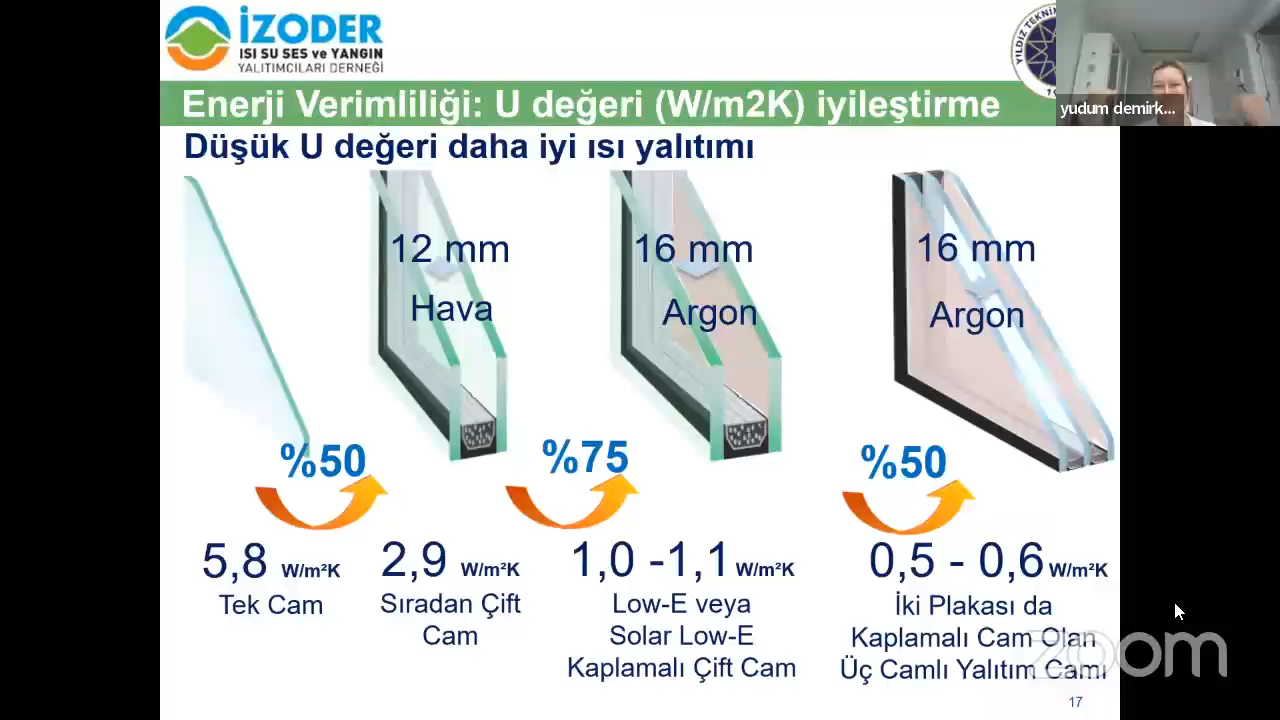 İZODER
ISI SU SES ve YANGIN
YALITIMCILARI DERNEĞİ
YILDIZ TEKNİ
yudum demirk...
Enerji Verimliliği: U değeri (W/m2K) iyileştirme
Düşük U değeri daha iyi ısı yalıtımı
12 mm
Hava
16 mm
Argon
16 mm
Argon
%50
%75
%50
5,8 W/m²K
Tek Cam
2,9 W/m²K
Sıradan Çift
Cam
1,0 -1,1 W/m²K
Low-E veya
Solar Low-E
Kaplamalı Çift Cam
0,5 - 0,6 W/m²K
İki Plakası da
Kaplamalı Cam Olan
Üç Camlı Yalıtım Camı
zoom
17